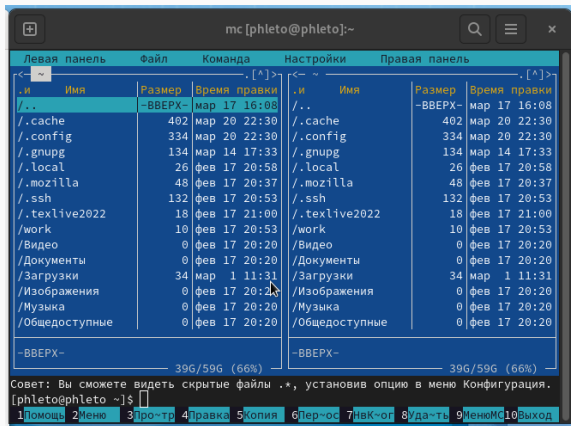 mc [phleto@phleto]:~
Левая панель Файл Команда Настройки Правая панель
<- ~ .[^]> <- ~ .[^]>
.и Имя Размер Время правки .и Имя Размер Время правки
/.. -ВВЕРХ- мар 17 16:08 /.. -ВВЕРХ- мар 17 16:08
/.cache 402 мар 20 22:30 /.cache 402 мар 20 22:30
/.config 334 мар 20 22:30 /.config 334 мар 20 22:30
/.gnupg 134 мар 14 17:33 /.gnupg 134 мар 14 17:33
/.local 26 фев 17 20:58 /.local 26 фев 17 20:58
/.mozilla 48 фев 17 20:37 /.mozilla 48 фев 17 20:37
/.ssh 132 фев 17 20:53 /.ssh 132 фев 17 20:53
/.texlive2022 18 фев 17 21:00 /.texlive2022 18 фев 17 21:00
/work 10 фев 17 20:53 /work 10 фев 17 20:53
/Видео 0 фев 17 20:20 /Видео 0 фев 17 20:20
/Документы 0 фев 17 20:20 /Документы 0 фев 17 20:20
/Загрузки 34 мар 1 11:31 /Загрузки 34 мар 1 11:31
/Изображения 0 фев 17 20:20 /Изображения 0 фев 17 20:20
/Музыка 0 фев 17 20:20 /Музыка 0 фев 17 20:20
/Общедоступные 0 фев 17 20:20 /Общедоступные 0 фев 17 20:20
-ВВЕРХ- -ВВЕРХ-
39G/59G (66%) 39G/59G (66%)
Совет: Вы сможете видеть скрытые файлы .*, установив опцию в меню Конфигурация.
[phleto@phleto ~]$
1Помощь 2Меню 3Про~тр 4Правка 5Копия 6Пер~ос 7НвК~ог 8Уда~ть 9МенюMC 10Выход